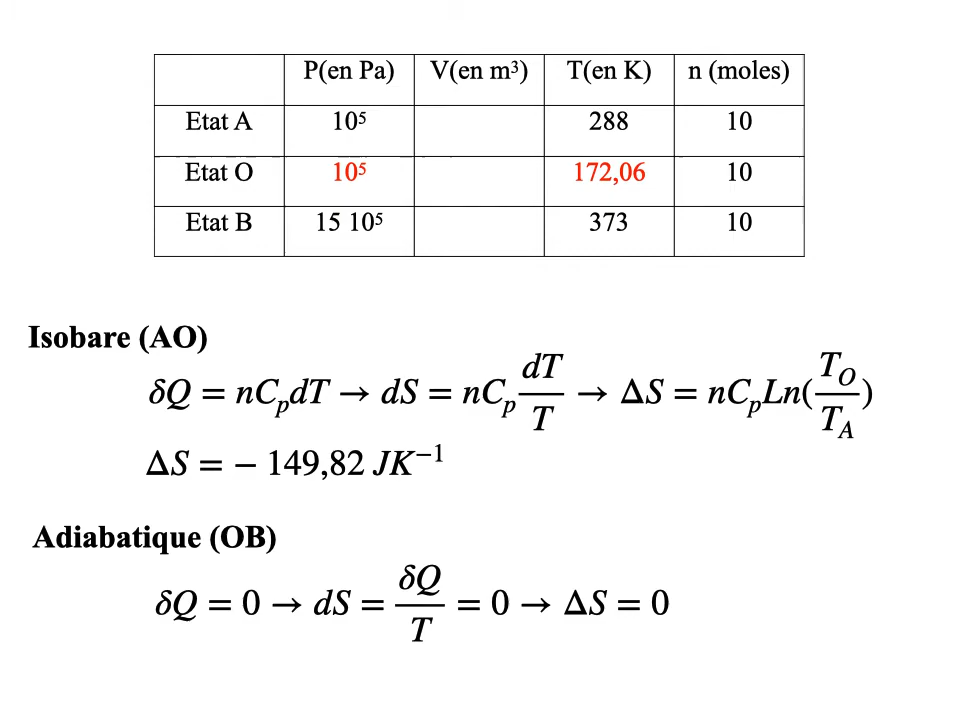 P(en Pa) V(en m³) T(en K) n (moles)
Etat A 10⁵ 288 10
Etat O 10⁵ 172,06 10
Etat B 15 10⁵ 373 10
Isobare (AO)
δQ = nC_p dT → dS = nC_p dT/T → ΔS = nC_p Ln(T_O/T_A)
ΔS = − 149,82 JK⁻¹
Adiabatique (OB)
δQ = 0 → dS = δQ/T = 0 → ΔS = 0